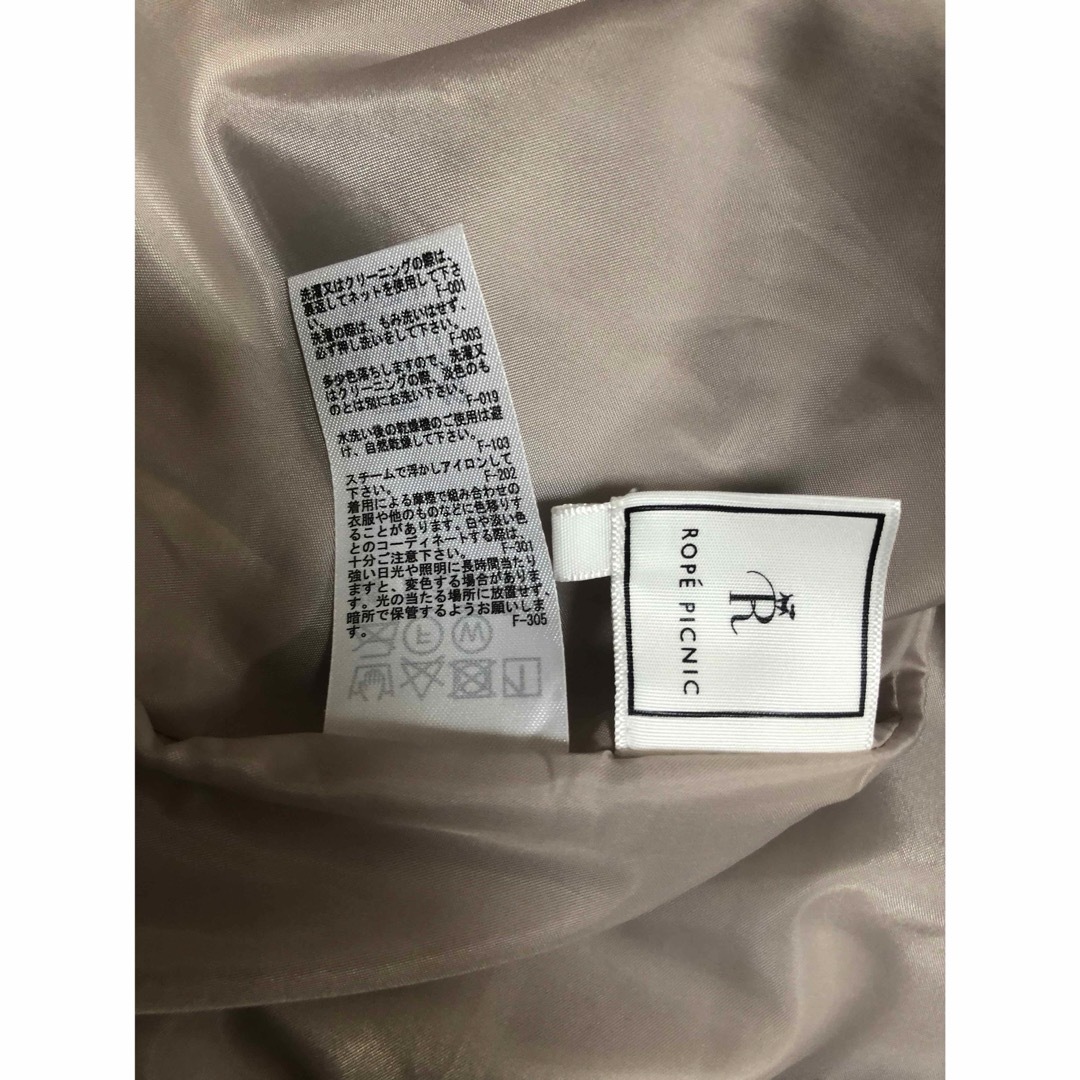 洗濯又はクリーニングの際は、
裏返してネットを使用して下さ
い。
F-001
洗濯の際は、もみ洗いはせず、
必ず押し洗いをして下さい。
F-003
多少色落ちしますので、洗濯又
はクリーニングの際、淡色のも
のとは別にお洗い下さい。
F-019
水洗い後の乾燥機のご使用は避
け、自然乾燥して下さい。
F-103
スチームで浮かしアイロンして
下さい。
F-202
着用による摩擦で組み合わせの
衣服や他のものなどに色移りす
ることがあります。白や淡い色
とのコーディネートする際は、
十分ご注意下さい。
F-301
強い日光や照明に長時間当たり
ますと、変色する場合がありま
す。光の当たる場所に放置せず、
暗所で保管するようお願いしま
す。
F-305
R
ROPÉ PICNIC